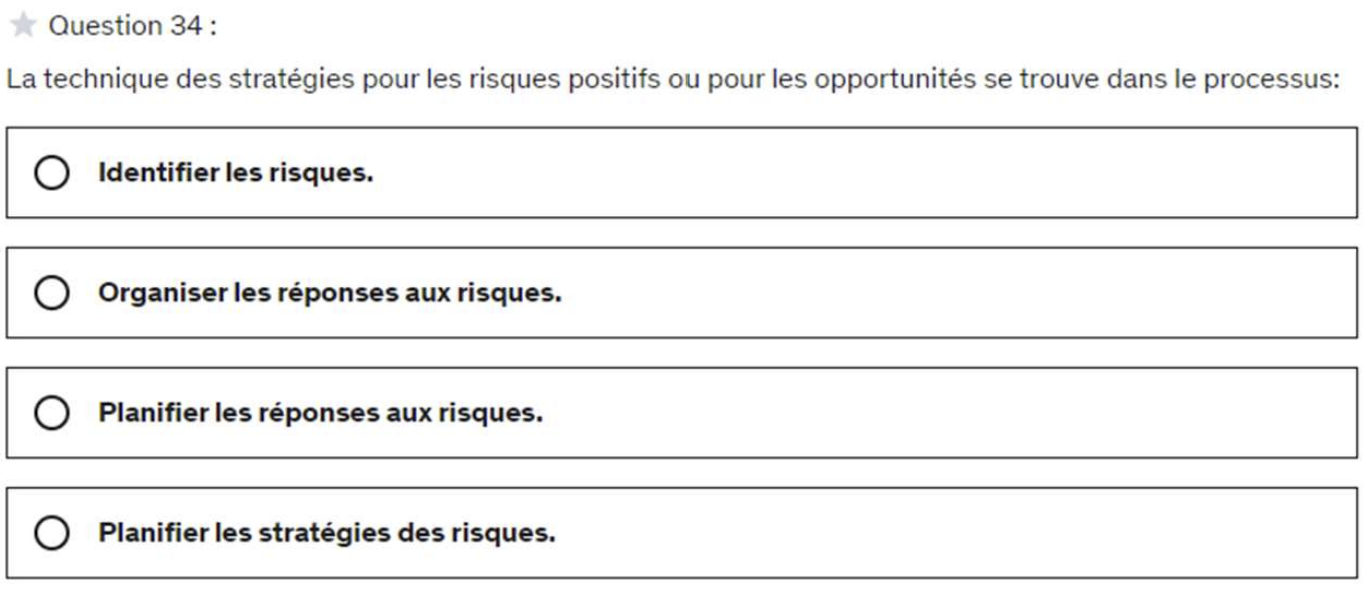 Question 34 :
La technique des stratégies pour les risques positifs ou pour les opportunités se trouve dans le processus:
Identifier les risques.
Organiser les réponses aux risques.
Planifier les réponses aux risques.
Planifier les stratégies des risques.